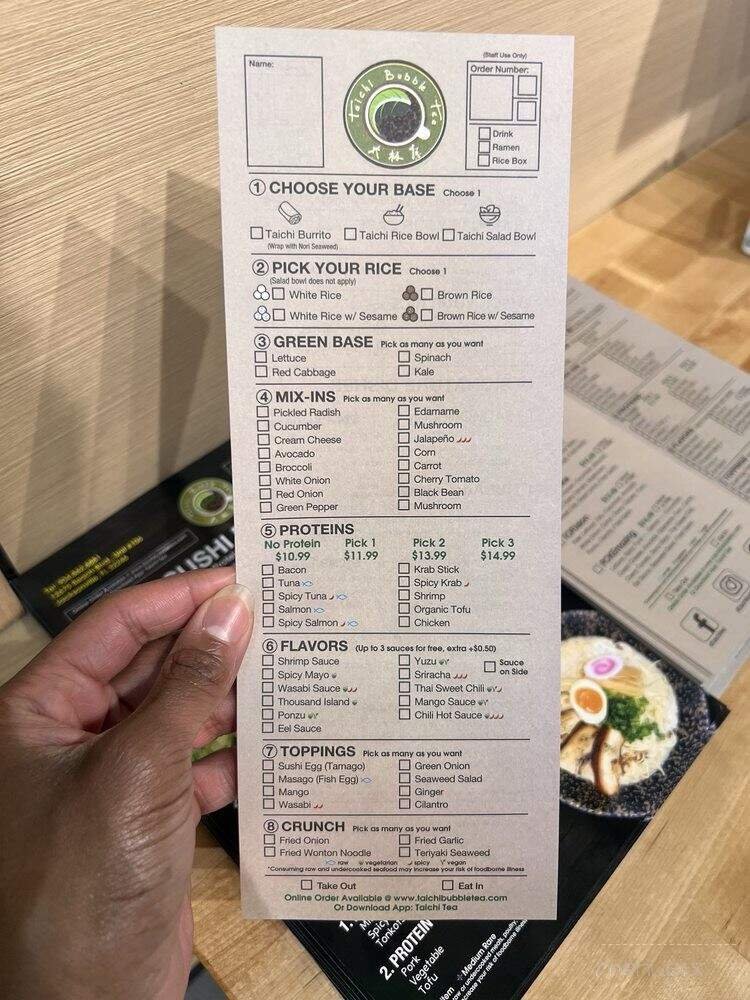 Name:
Taichi Bubble Tea
(Staff Use Only)
Order Number:
Drink
Ramen
Rice Box
1 CHOOSE YOUR BASE Choose 1
Taichi Burrito Taichi Rice Bowl Taichi Salad Bowl
(Wrap with Nori Seaweed)
2 PICK YOUR RICE Choose 1
(Salad bowl does not apply)
White Rice Brown Rice
White Rice w/ Sesame Brown Rice w/ Sesame
3 GREEN BASE Pick as many as you want
Lettuce Spinach
Red Cabbage Kale
4 MIX-INS Pick as many as you want
Pickled Radish Edamame
Cucumber Mushroom
Cream Cheese Jalapeño
Avocado Corn
Broccoli Carrot
White Onion Cherry Tomato
Red Onion Black Bean
Green Pepper Mushroom
5 PROTEINS
No Protein Pick 1 Pick 2 Pick 3
$10.99 $11.99 $13.99 $14.99
Bacon Krab Stick
Tuna Spicy Krab
Spicy Tuna Shrimp
Salmon Organic Tofu
Spicy Salmon Chicken
6 FLAVORS (Up to 3 sauces for free, extra +$0.50)
Shrimp Sauce Yuzu Sauce on Side
Spicy Mayo Sriracha
Wasabi Sauce Thai Sweet Chili
Thousand Island Mango Sauce
Ponzu Chili Hot Sauce
Eel Sauce
7 TOPPINGS Pick as many as you want
Sushi Egg (Tamago) Green Onion
Masago (Fish Egg) Seaweed Salad
Mango Ginger
Wasabi Cilantro
8 CRUNCH Pick as many as you want
Fried Onion Fried Garlic
Fried Wonton Noodle Teriyaki Seaweed
raw vegetarian spicy vegan
*Consuming raw and undercooked seafood may increase your risk of foodborne illness
Take Out Eat In
Online Order Available @ www.taichibubbletea.com
Or Download App: Taichi Tea
2. PROTEIN
Pork
Vegetable
Tofu
Medium Rare